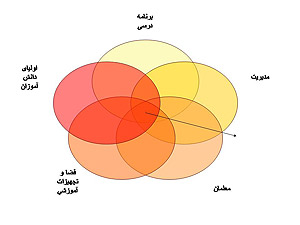 برنامه
درسی
مدیریت
معلمان
فضا و
تجهیزات
آموزشی
اولیای
دانش
آموزان